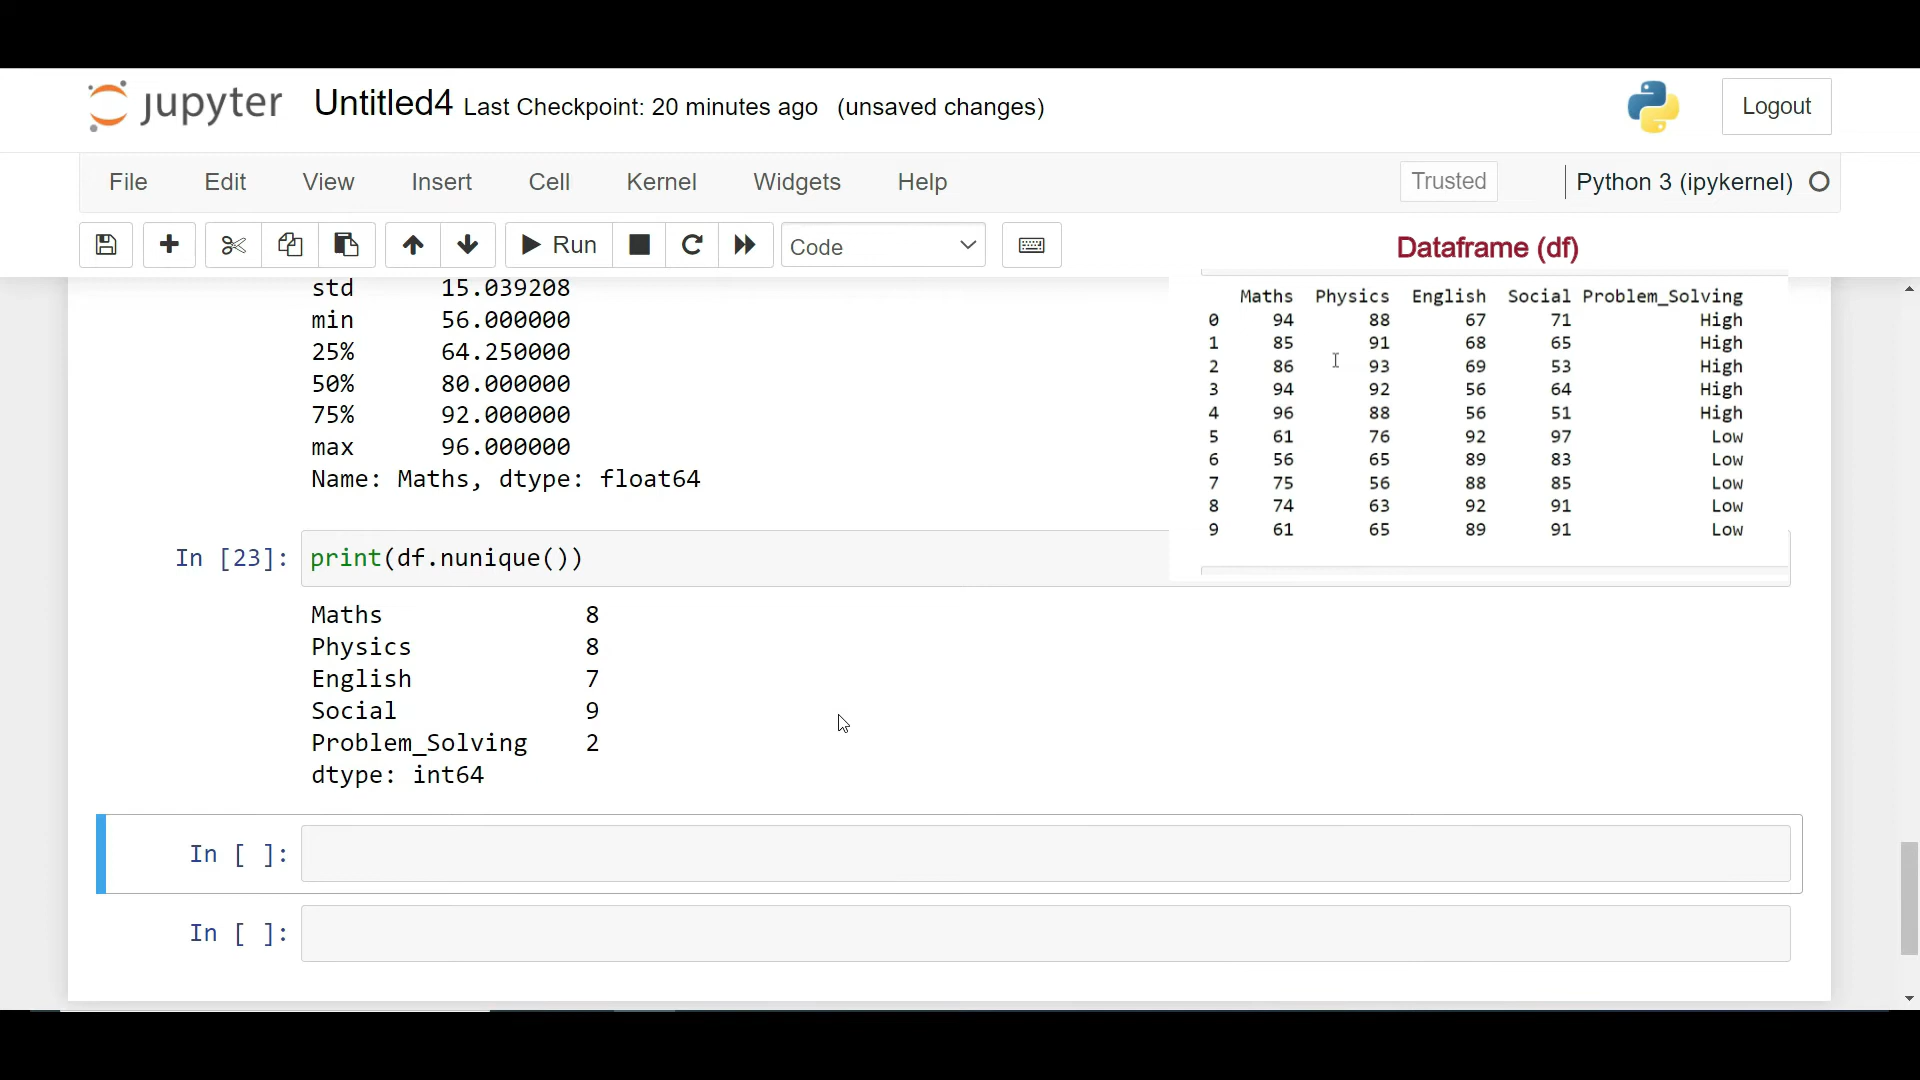 jupyter Untitled4 Last Checkpoint: 20 minutes ago (unsaved changes) Logout
File Edit View Insert Cell Kernel Widgets Help Trusted Python 3 (ipykernel)
Run Code
Dataframe (df)
std 15.039208
min 56.000000
25% 64.250000
50% 80.000000
75% 92.000000
max 96.000000
Name: Maths, dtype: float64
Maths Physics English Social Problem_Solving
0 94 88 67 71 High
1 85 91 68 65 High
2 86 93 69 53 High
3 94 92 56 64 High
4 96 88 56 51 High
5 61 76 92 97 Low
6 56 65 89 83 Low
7 75 56 88 85 Low
8 74 63 92 91 Low
9 61 65 89 91 Low
In [23]: print(df.nunique())
Maths 8
Physics 8
English 7
Social 9
Problem_Solving 2
dtype: int64
In [ ]:
In [ ]: